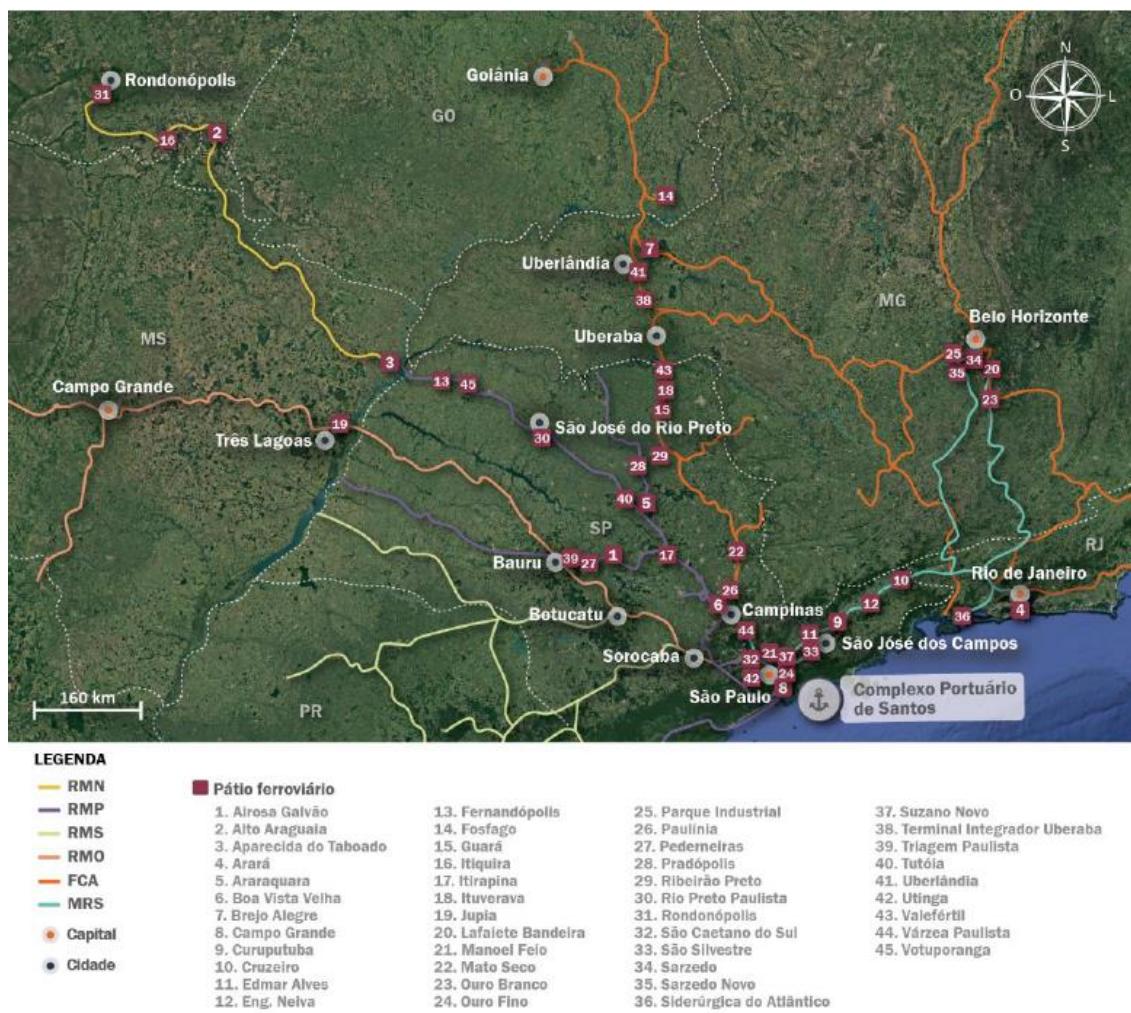 N
O
L
S
Rondonópolis
31
16
2
Goiânia
GO
14
7
Uberlândia
41
38
MG
Belo Horizonte
25
34
20
35
23
Uberaba
MS
3
13
45
43
18
15
Campo Grande
19
Três Lagoas
São José do Rio Preto
30
29
28
40
5
SP
Bauru
39
27
1
17
22
RJ
10
Rio de Janeiro
4
36
12
26
6
Campinas
Botucatu
44
9
11
São Jósé dos Campos
33
Sorocaba
32
21
37
42
24
São Paulo
8
Complexo Portuário
de Santos
160 km
PR
LEGENDA
RMN
RMP
RMS
RMO
FCA
MRS
Capital
Cidade
Pátio ferroviário
1. Airosa Galvão
2. Alto Araguaia
3. Aparecida do Taboado
4. Arará
5. Araraquara
6. Boa Vista Velha
7. Brejo Alegre
8. Campo Grande
9. Curuputuba
10. Cruzeiro
11. Edmar Alves
12. Eng. Neiva
13. Fernandópolis
14. Fosfago
15. Guará
16. Itiquira
17. Itirapina
18. Ituverava
19. Jupia
20. Lafaiete Bandeira
21. Manoel Feio
22. Mato Seco
23. Ouro Branco
24. Ouro Fino
25. Parque Industrial
26. Paulínia
27. Pederneiras
28. Pradópolis
29. Ribeirão Preto
30. Rio Preto Paulista
31. Rondonópolis
32. São Caetano do Sul
33. São Silvestre
34. Sarzedo
35. Sarzedo Novo
36. Siderúrgica do Atlântico
37. Suzano Novo
38. Terminal Integrador Uberaba
39. Triagem Paulista
40. Tutóia
41. Uberlândia
42. Utinga
43. Valefértil
44. Várzea Paulista
45. Votuporanga